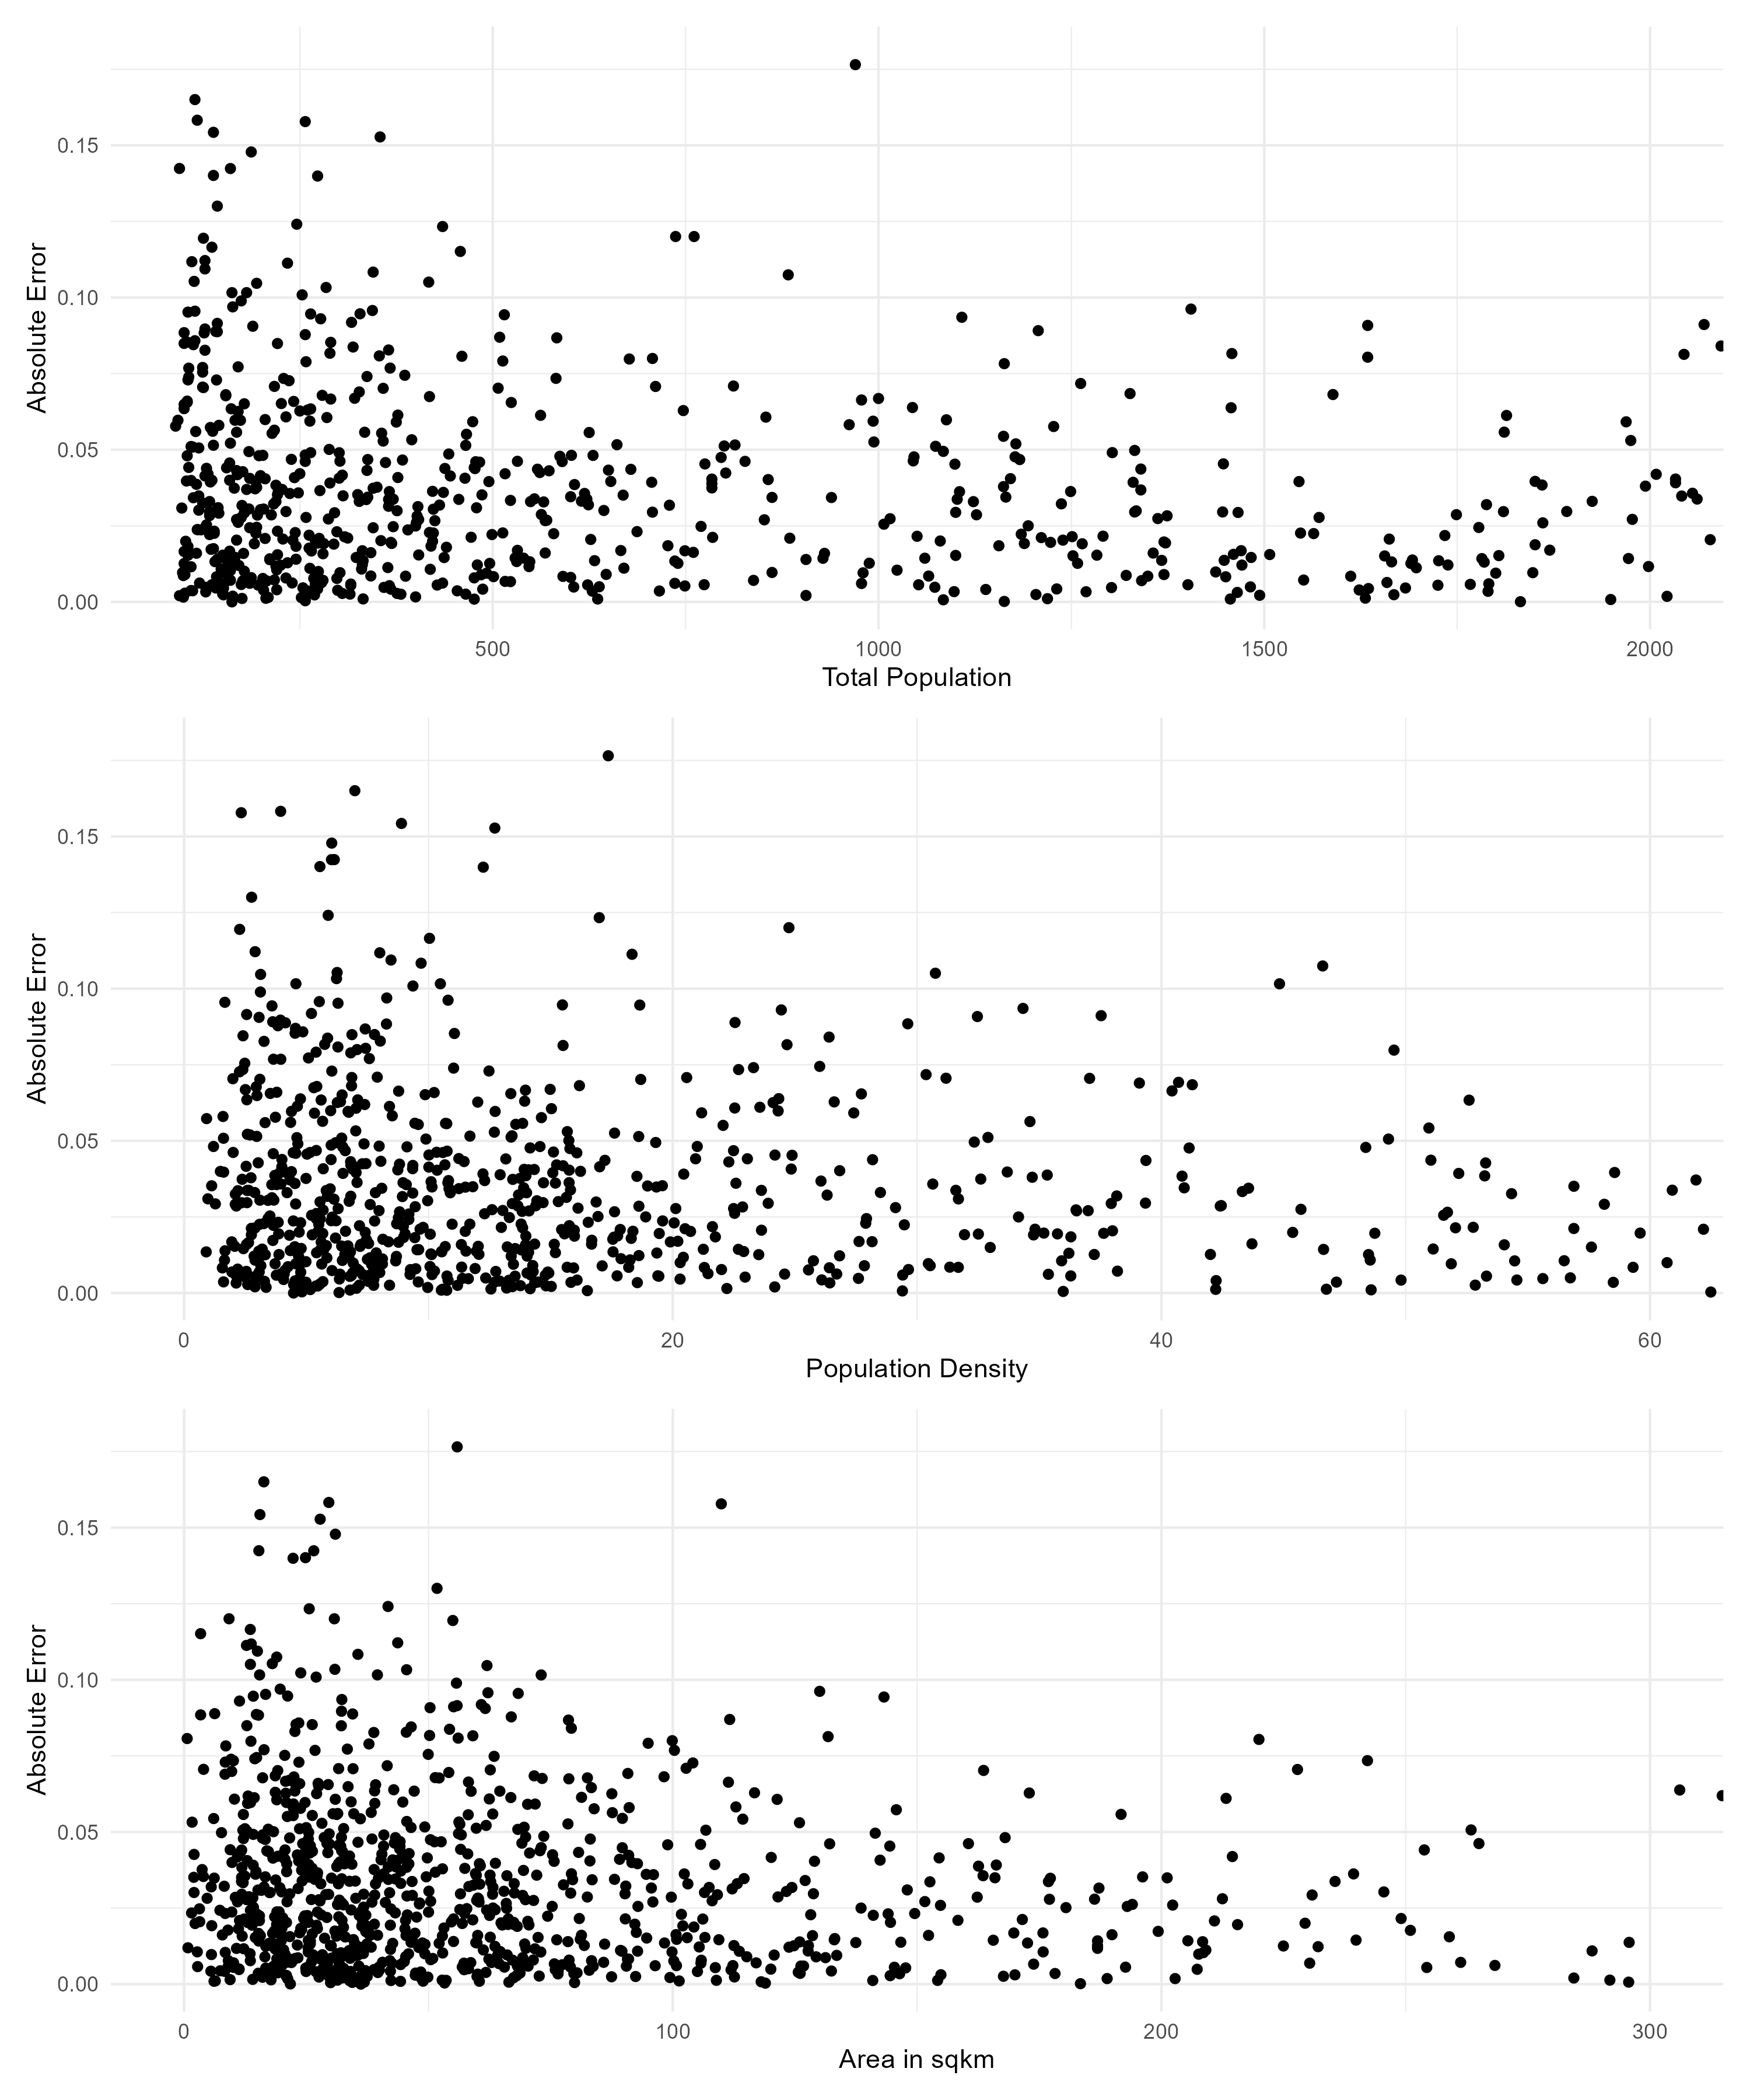 0.15
0.10
0.05
0.00
Absolute Error
500 1000 1500 2000
Total Population
0.15
0.10
0.05
0.00
Absolute Error
0 20 40 60
Population Density
0.15
0.10
0.05
0.00
Absolute Error
0 100 200 300
Area in sqkm